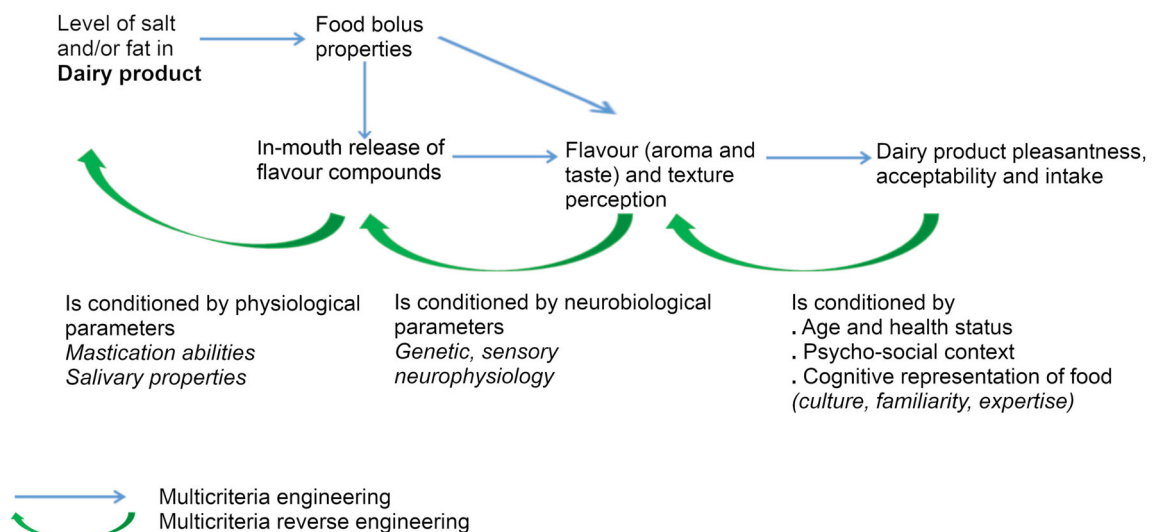 Level of salt
and/or fat in
Dairy product
Food bolus
properties
In-mouth release of
flavour compounds
Flavour (aroma and
taste) and texture
perception
Dairy product pleasantness,
acceptability and intake
Is conditioned by physiological
parameters
Mastication abilities
Salivary properties
Is conditioned by neurobiological
parameters
Genetic, sensory
neurophysiology
Is conditioned by
. Age and health status
. Psycho-social context
. Cognitive representation of food
(culture, familiarity, expertise)
Multicriteria engineering
Multicriteria reverse engineering